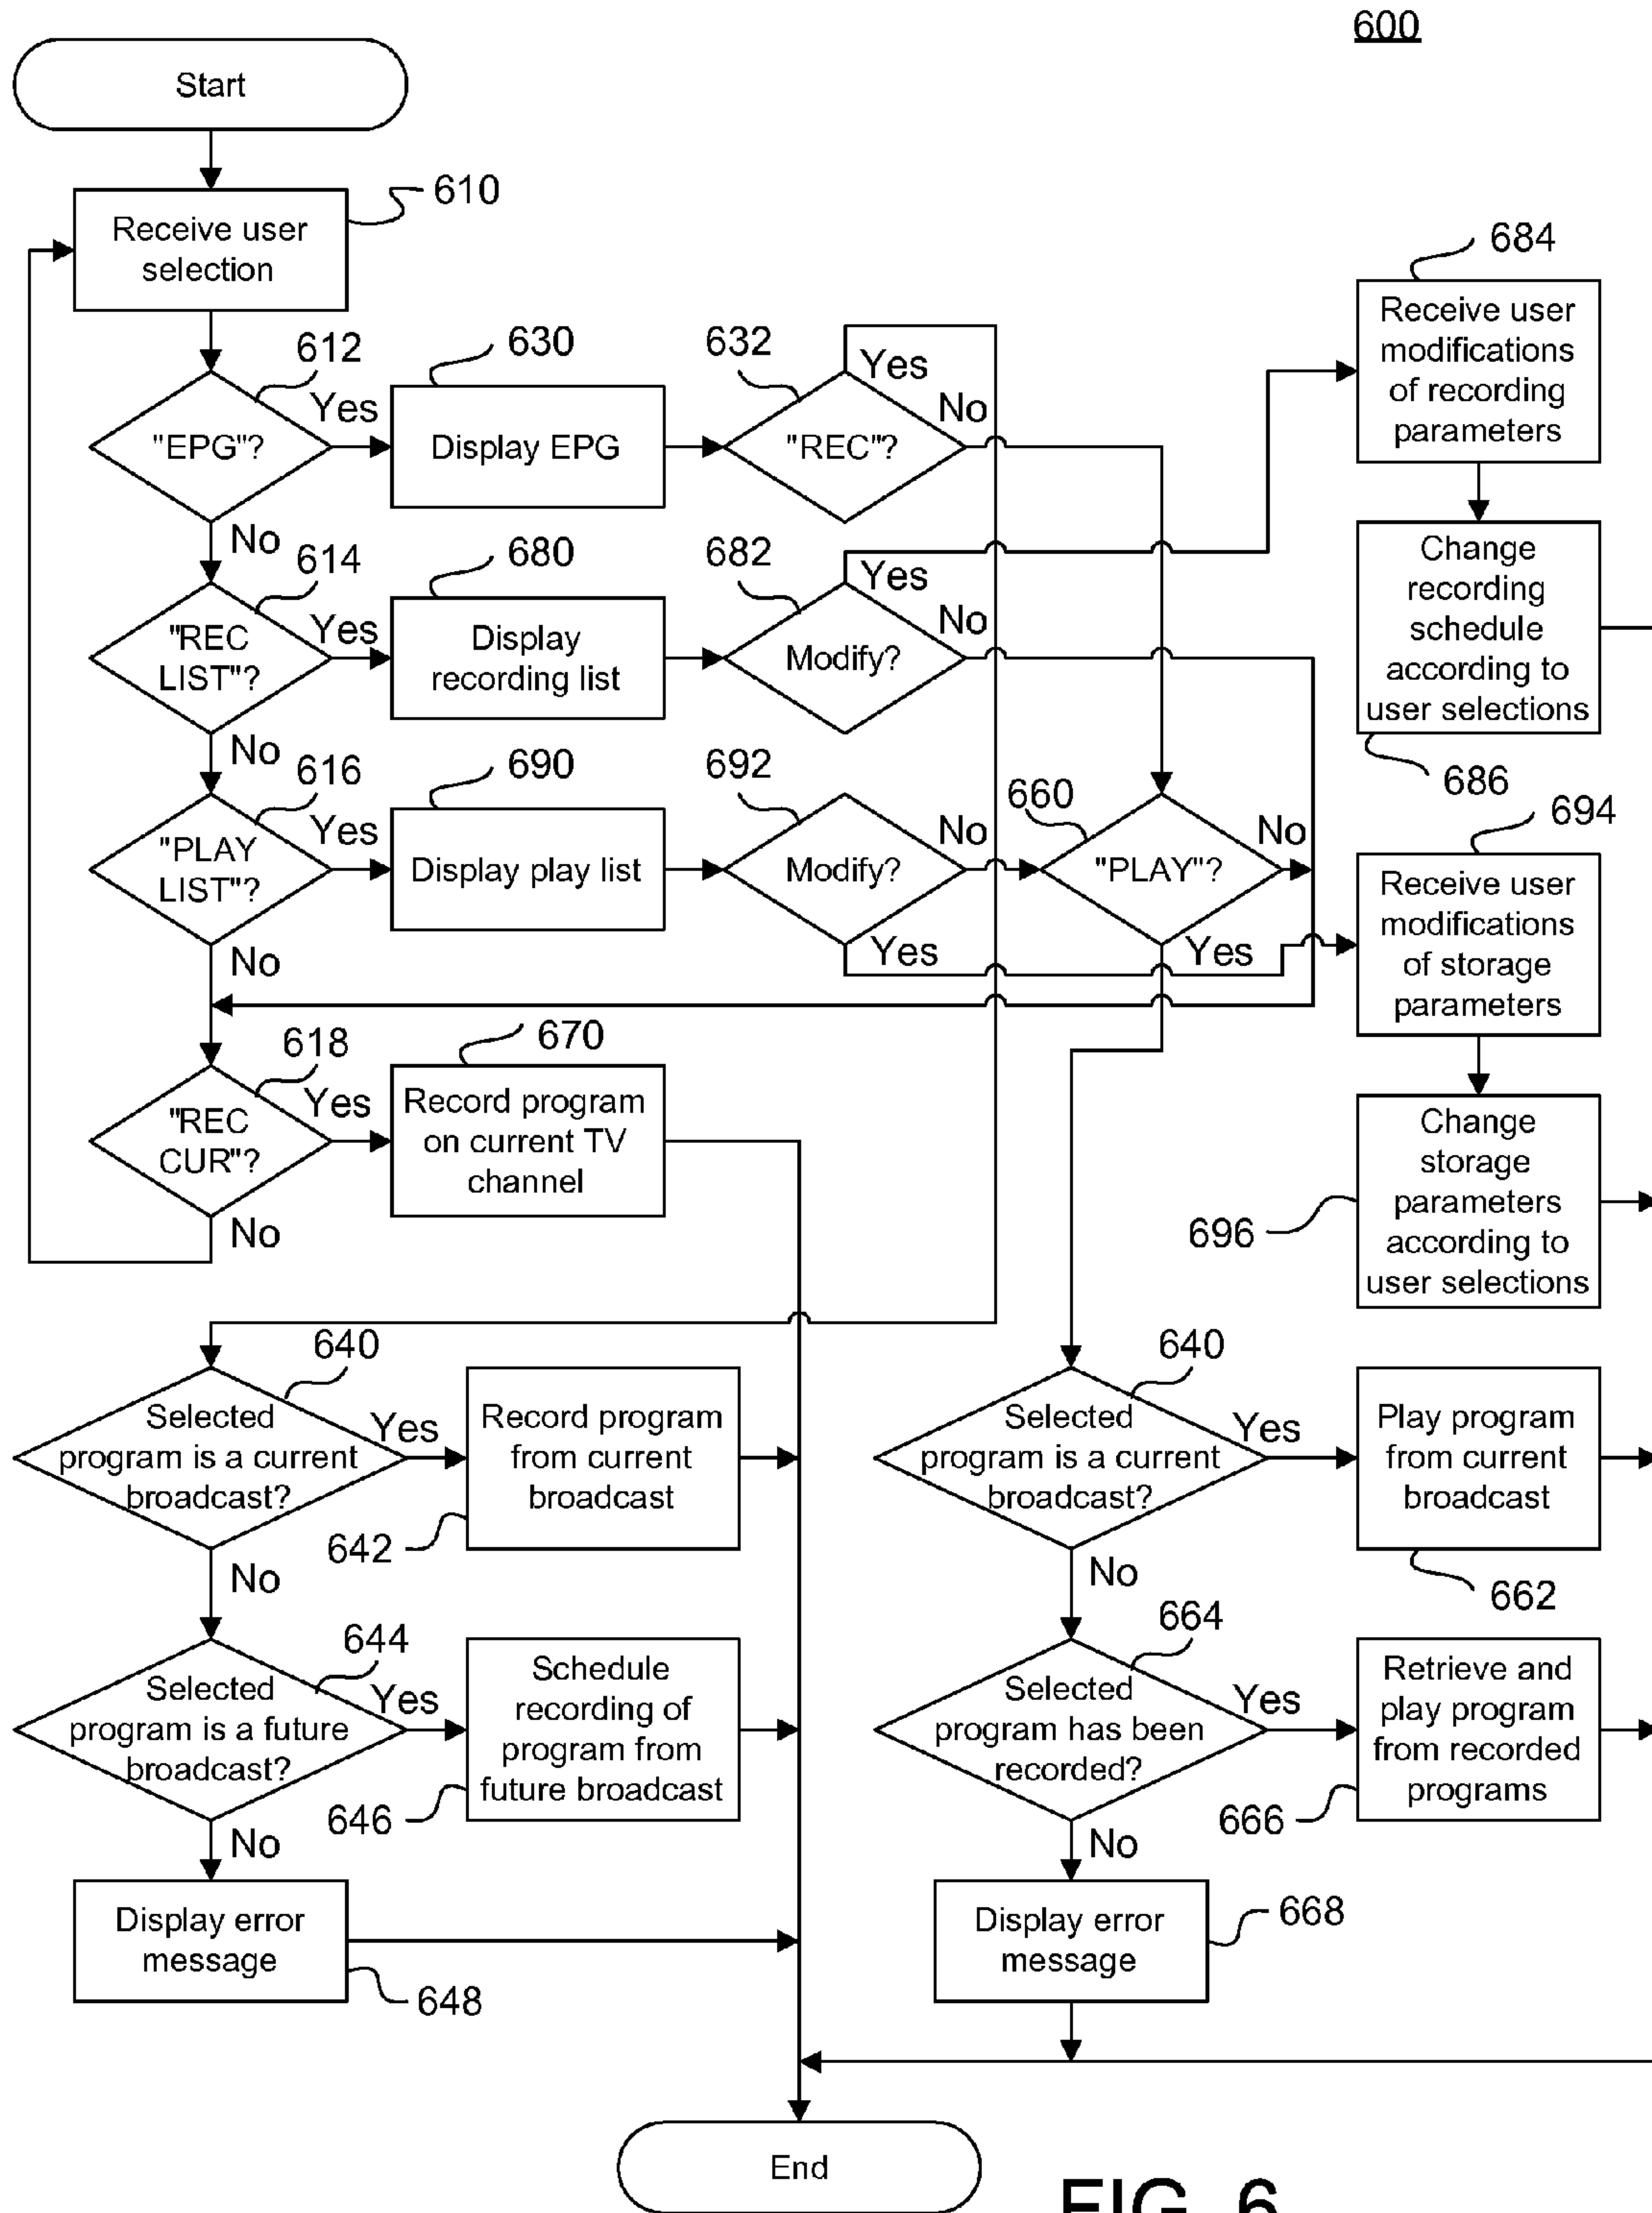 600
Start
610
Receive user
selection
684
Receive user
modifications
of recording
parameters
612
630
632
"EPG"?
Yes
Display EPG
"REC"?
Yes
No
No
614
680
682
"REC
LIST"?
Yes
Display
recording list
Modify?
Yes
No
Change
recording
schedule
according to
user selections
686
No
616
690
692
660
"PLAY
LIST"?
Yes
Display play list
Modify?
No
Yes
"PLAY"?
No
Yes
694
Receive user
modifications
of storage
parameters
No
618
670
"REC
CUR"?
Yes
Record program
on current TV
channel
No
Change
storage
parameters
according to
user selections
696
640
Selected
program is a current
broadcast?
Yes
Record program
from current
broadcast
642
640
Selected
program is a current
broadcast?
Yes
Play program
from current
broadcast
662
No
No
644
Selected
program is a future
broadcast?
Yes
Schedule
recording of
program from
future broadcast
646
664
Selected
program has been
recorded?
Yes
Retrieve and
play program
from recorded
programs
666
No
No
Display error
message
648
Display error
message
668
End
FIG. 6